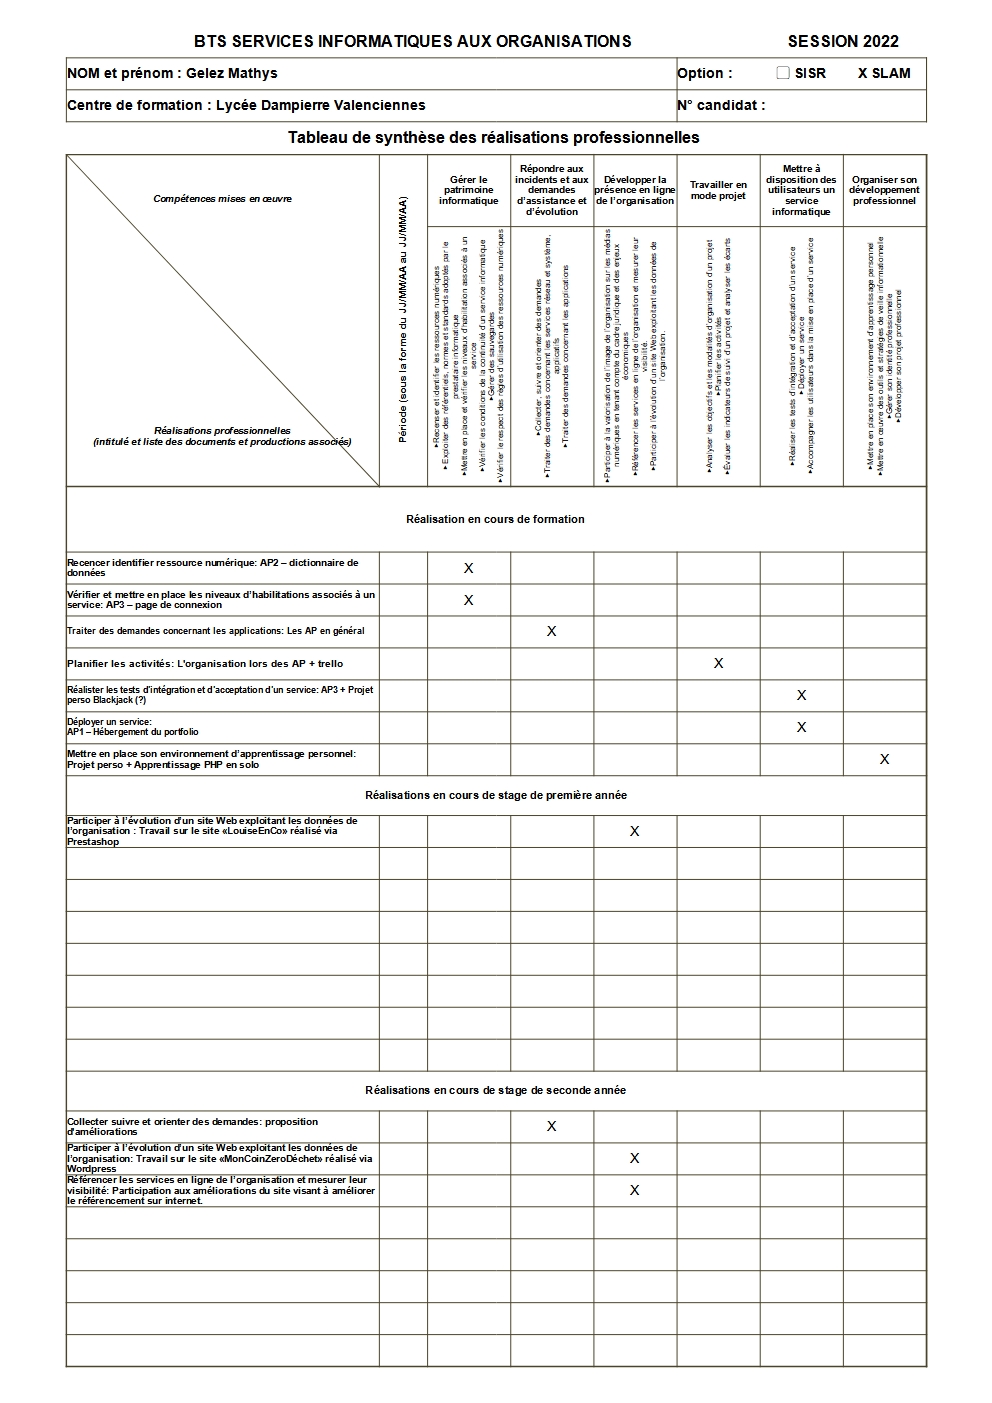 BTS SERVICES INFORMATIQUES AUX ORGANISATIONS
SESSION 2022
NOM et prénom : Gelez Mathys
Option :
SISR
X SLAM
Centre de formation : Lycée Dampierre Valenciennes
N° candidat :
Tableau de synthèse des réalisations professionnelles
Compétences mises en œuvre
Réalisations professionnelles
(intitulé et liste des documents et productions associés)
Période (sous la forme du JJ/MM/AA au JJ/MM/AA)
Gérer le
patrimoine
informatique
Répondre aux
incidents et aux
demandes
d'assistance et
d'évolution
Développer la
présence en ligne
de l'organisation
Travailler en
mode projet
Mettre à
disposition des
utilisateurs un
service
informatique
Organiser son
développement
professionnel
▸Recenser et identifier les ressources numériques
▸Exploiter des référentiels, normes et standards adoptés par le
prestataire informatique
▸Mettre en place et vérifier les niveaux d'habilitation associés à un
service
▸Vérifier les conditions de la continuité d'un service informatique
▸Gérer des sauvegardes
▸Vérifier le respect des règles d'utilisation des ressources numériques
▸Collecter, suivre et orienter des demandes
▸Traiter des demandes concernant les services réseau et système,
applicatifs
▸Traiter des demandes concernant les applications
▸Participer à la valorisation de l'image de l'organisation sur les médias
numériques en tenant compte du cadre juridique et des enjeux
économiques
▸Référencer les services en ligne de l'organisation et mesurer leur
visibilité.
▸Participer à l'évolution d'un site Web exploitant les données de
l'organisation.
▸Analyser les objectifs et les modalités d'organisation d'un projet
▸Planifier les activités
▸Évaluer les indicateurs de suivi d'un projet et analyser les écarts
▸Réaliser les tests d'intégration et d'acceptation d'un service
▸Déployer un service
▸Accompagner les utilisateurs dans la mise en place d'un service
▸Mettre en place son environnement d'apprentissage personnel
▸Mettre en œuvre des outils et stratégies de veille informationnelle
▸Gérer son identité professionnelle
▸Développer son projet professionnel
Réalisation en cours de formation
Recencer identifier ressource numérique: AP2 – dictionaire de
données
X
Vérifier et mettre en place les niveaux d'habilitations associés à un
service: AP3 – page de connexion
X
Traiter des demandes concernant les applications: Les AP en général
X
Planifier les activités: L'organisation lors des AP + trello
X
Réalister les tests d'intégration et d'acceptation d'un service: AP3 + Projet
perso Blackjack (?)
X
Déployer un service:
AP1 – Hébergement du portfolio
X
Mettre en place son environnement d'apprentissage personnel:
Projet perso + Apprentissage PHP en solo
X
Réalisations en cours de stage de première année
Participer à l'évolution d'un site Web exploitant les données de
l'organisation : Travail sur le site «LouiseEnCo» réalisé via
Prestashop
X
Réalisations en cours de stage de seconde année
Collecter suivre et orienter des demandes: proposition
d'améliorations
X
Participer à l'évolution d'un site Web exploitant les données de
l'organisation: Travail sur le site «MonCoinZeroDéchet» réalisé via
Wordpress
X
Référencer les services en ligne de l'organisation et mesurer leur
visibilité: Participation aux améliorations du site visant à améliorer
le référencement sur internet.
X